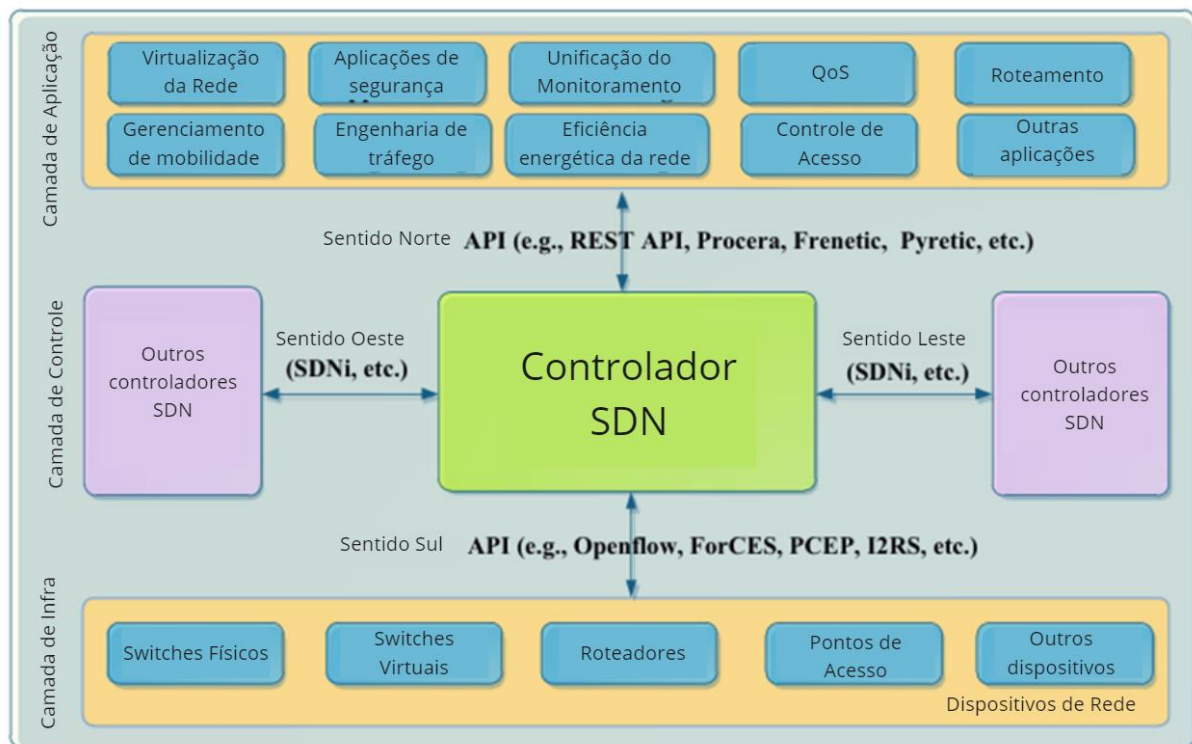 Camada de Aplicação
Virtualização
da Rede
Aplicações de
segurança
Unificação do
Monitoramento
QoS
Roteamento
Gerenciamento
de mobilidade
Engenharia de
tráfego
Eficiência
energética da rede
Controle de
Acesso
Outras
aplicações
Sentido Norte API (e.g., REST API, Procera, Frenetic, Pyretic, etc.)
Camada de Controle
Outros
controladores
SDN
Sentido Oeste
(SDNi, etc.)
Controlador
SDN
Sentido Leste
(SDNi, etc.)
Outros
controladores
SDN
Sentido Sul API (e.g., Openflow, ForCES, PCEP, I2RS, etc.)
Camada de Infra
Switches Físicos
Switches
Virtuais
Roteadores
Pontos de
Acesso
Outros
dispositivos
Dispositivos de Rede